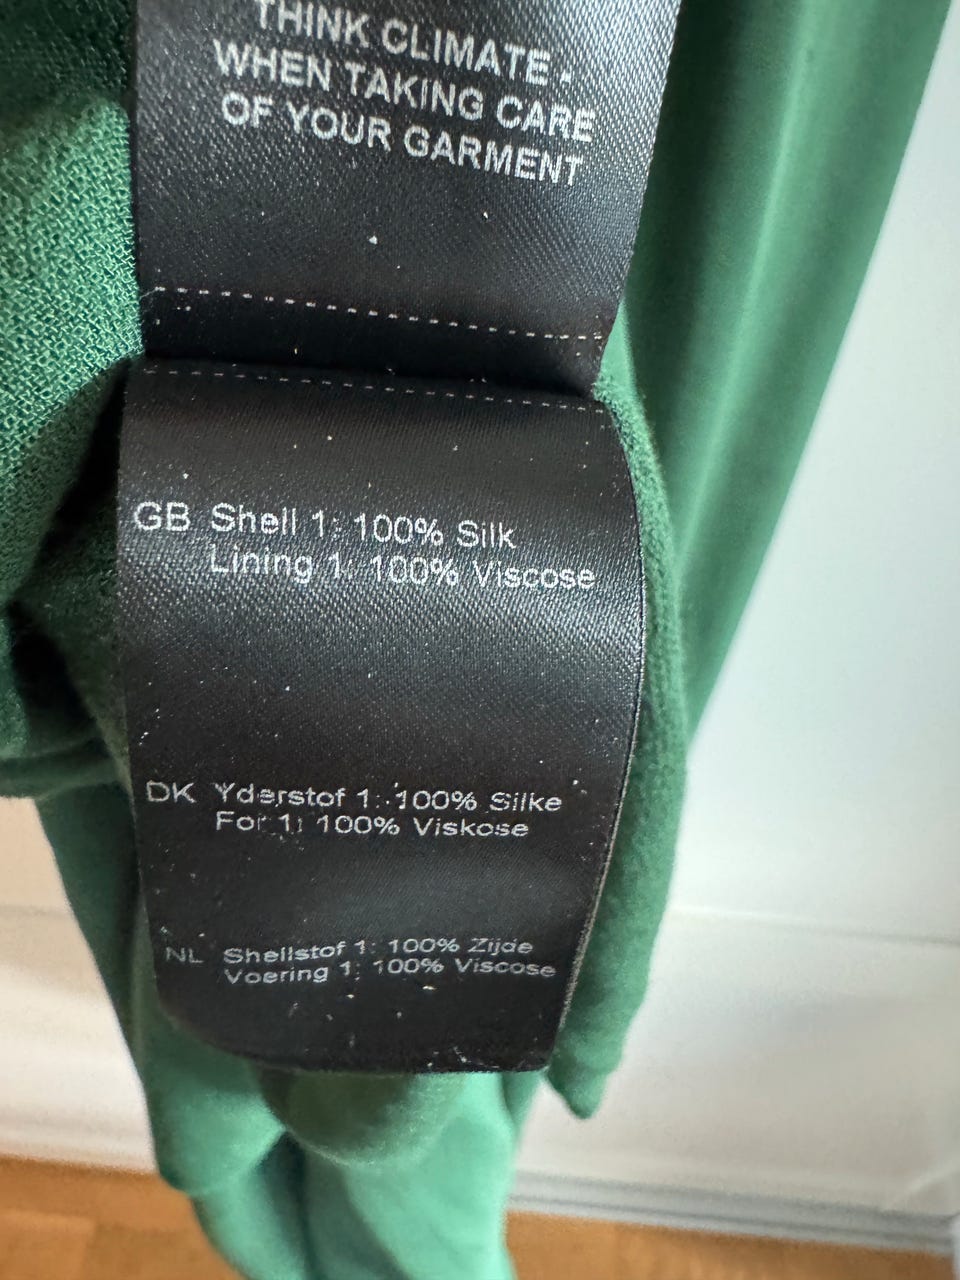 THINK CLIMATE -
WHEN TAKING CARE
OF YOUR GARMENT
GB Shell 1: 100% Silk
Lining 1: 100% Viscose
DK Yderstof 1: 100% Silke
For 1: 100% Viskose
NL Shellstof 1: 100% Zijde
Voering 1: 100% Viscose